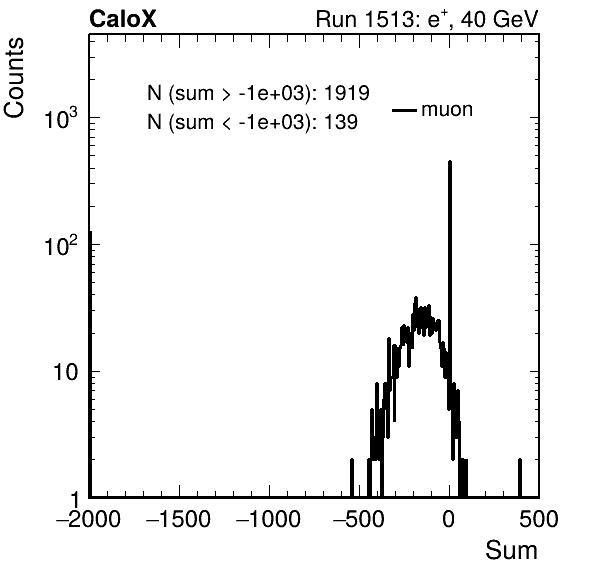 CaloX Run 1513: e+, 40 GeV
Counts
N (sum > -1e+03): 1919
N (sum < -1e+03): 139
muon
10³
10²
10
1
−2000 −1500 −1000 −500 0 500
Sum